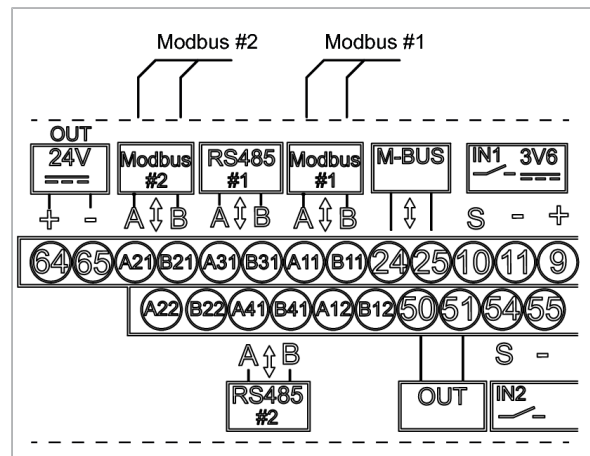 Modbus #2 Modbus #1
OUT
24V Modbus RS485 Modbus M-BUS IN1 3V6
#2 #1 #1
+ - A B A B A B S - +
64 65 A21 B21 A31 B31 A11 B11 24 25 10 11 9
A22 B22 A41 B41 A12 B12 50 51 54 55
A B S -
RS485 OUT IN2
#2